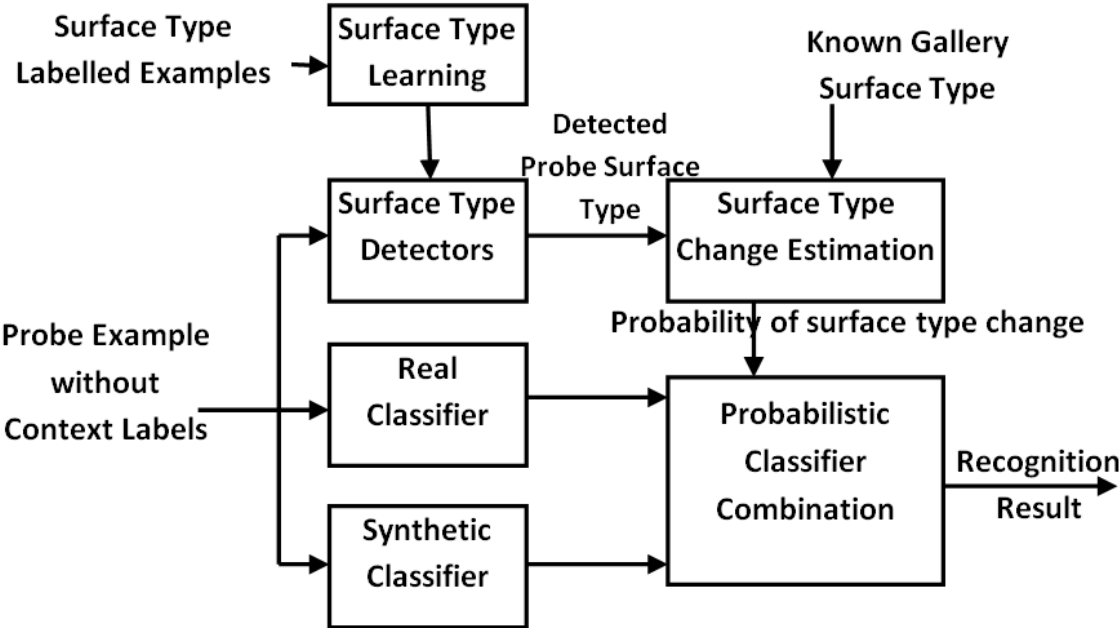 Surface Type
Labelled Examples
Surface Type
Learning
Known Gallery
Surface Type
Detected
Probe Surface
Type
Surface Type
Detectors
Surface Type
Change Estimation
Probability of surface type change
Probe Example
without
Context Labels
Real
Classifier
Probabilistic
Classifier
Combination
Recognition
Result
Synthetic
Classifier